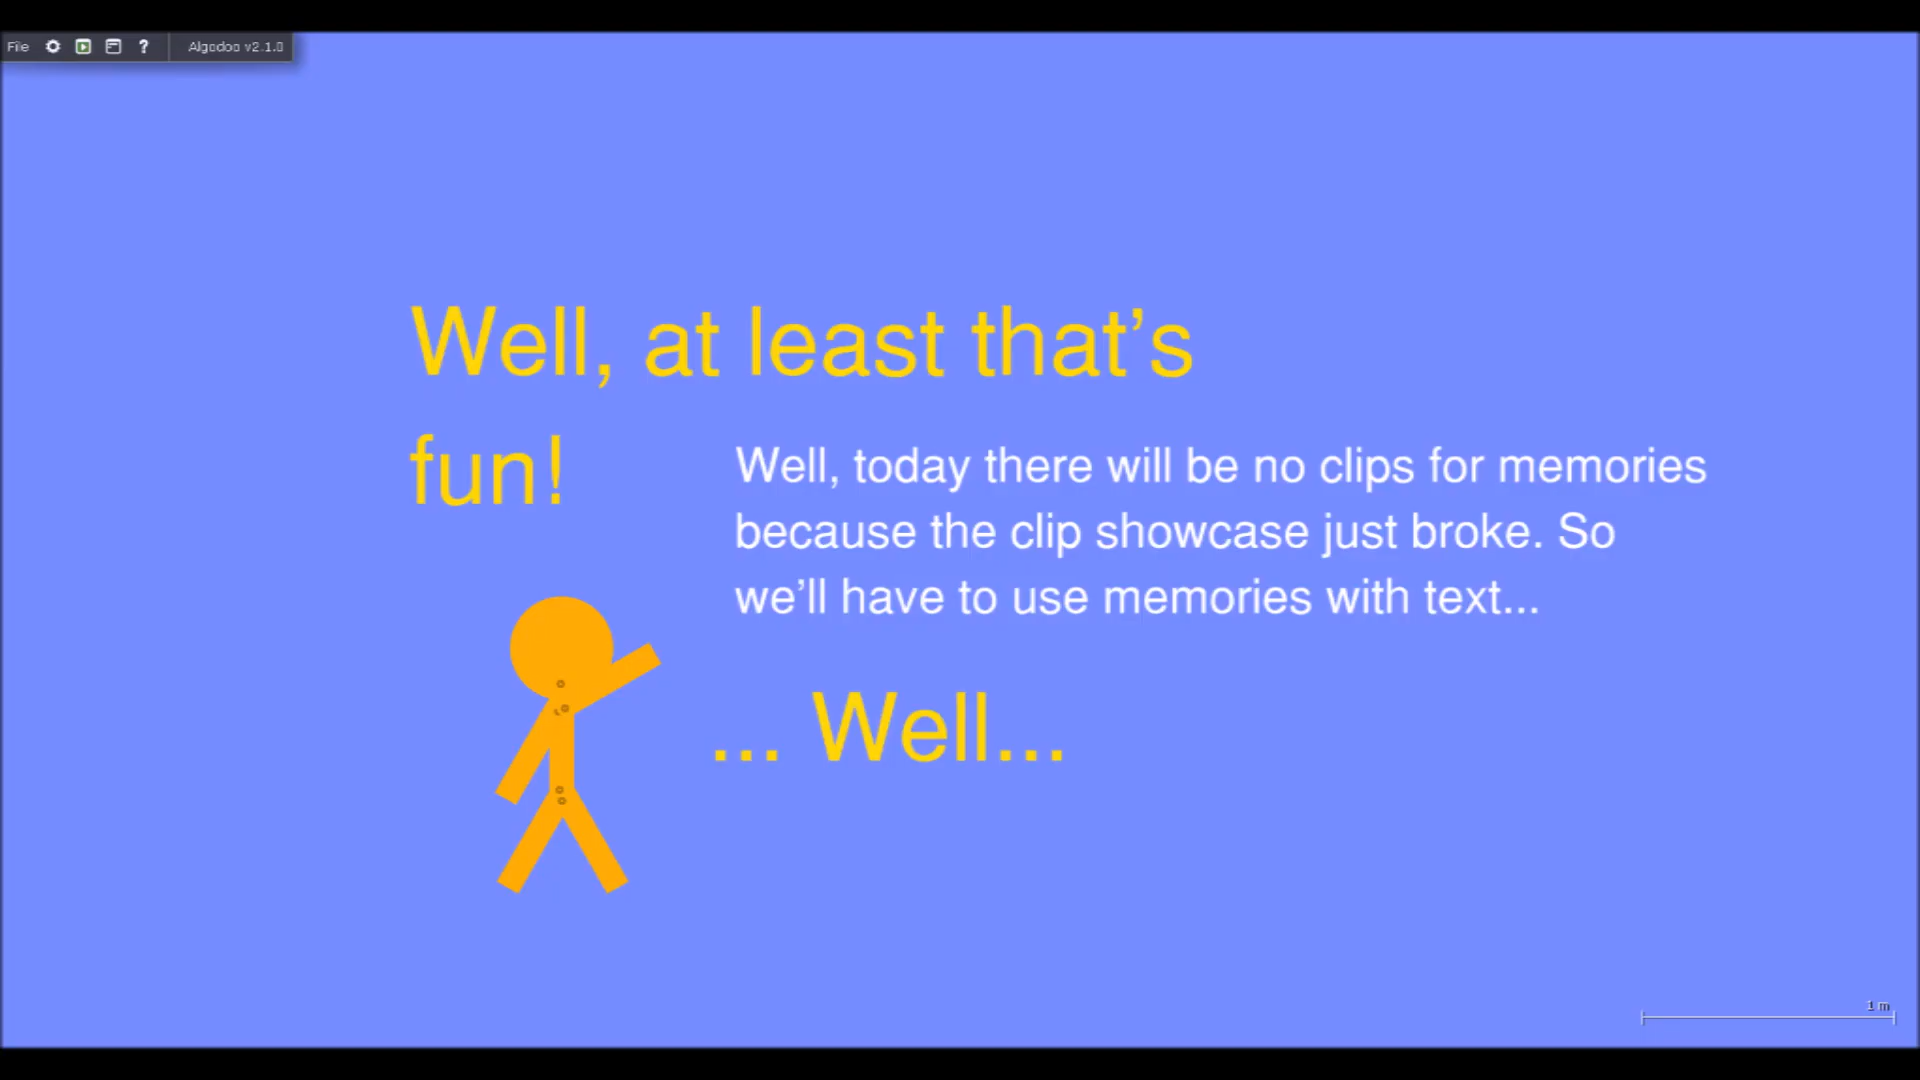 File ? Algodoo v2.1.0
Well, at least that’s
fun!
Well, today there will be no clips for memories
because the clip showcase just broke. So
we’ll have to use memories with text...
... Well...
1 m